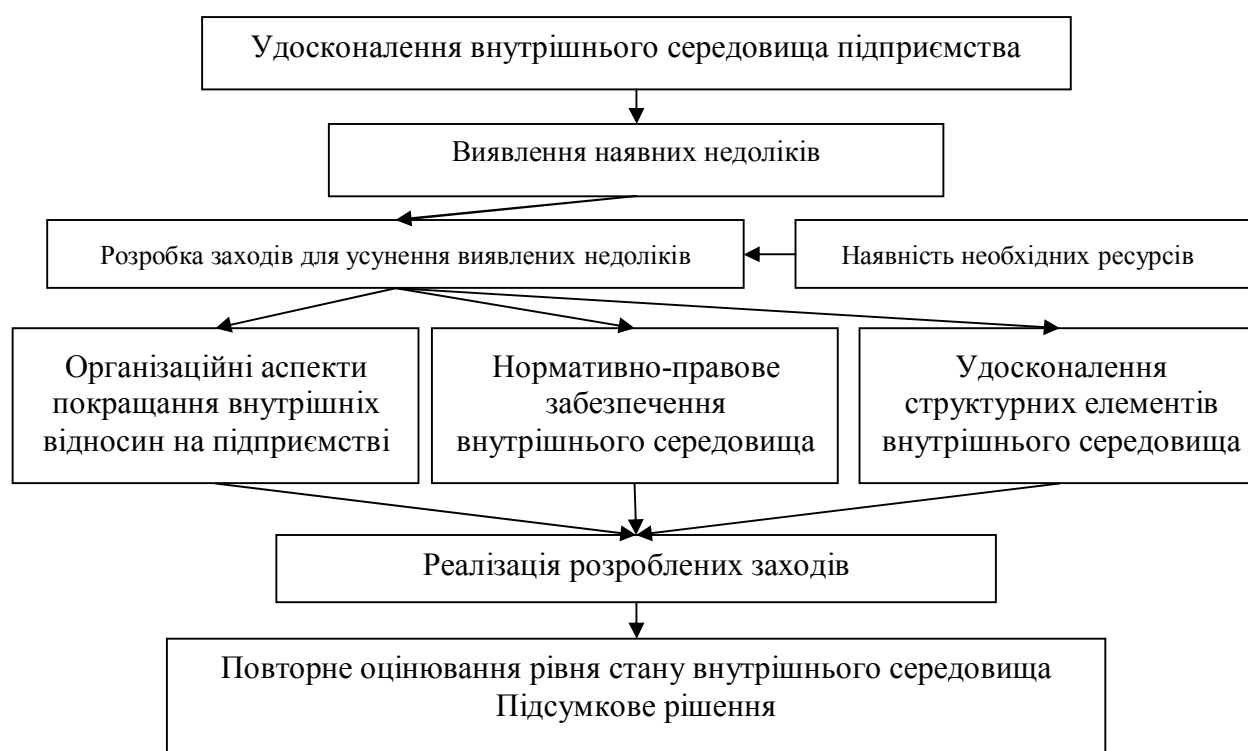 Удосконалення внутрішнього середовища підприємства
Виявлення наявних недоліків
Розробка заходів для усунення виявлених недоліків
Наявність необхідних ресурсів
Організаційні аспекти
покращання внутрішніх
відносин на підприємстві
Нормативно-правове
забезпечення
внутрішнього середовища
Удосконалення
структурних елементів
внутрішнього середовища
Реалізація розроблених заходів
Повторне оцінювання рівня стану внутрішнього середовища
Підсумкове рішення